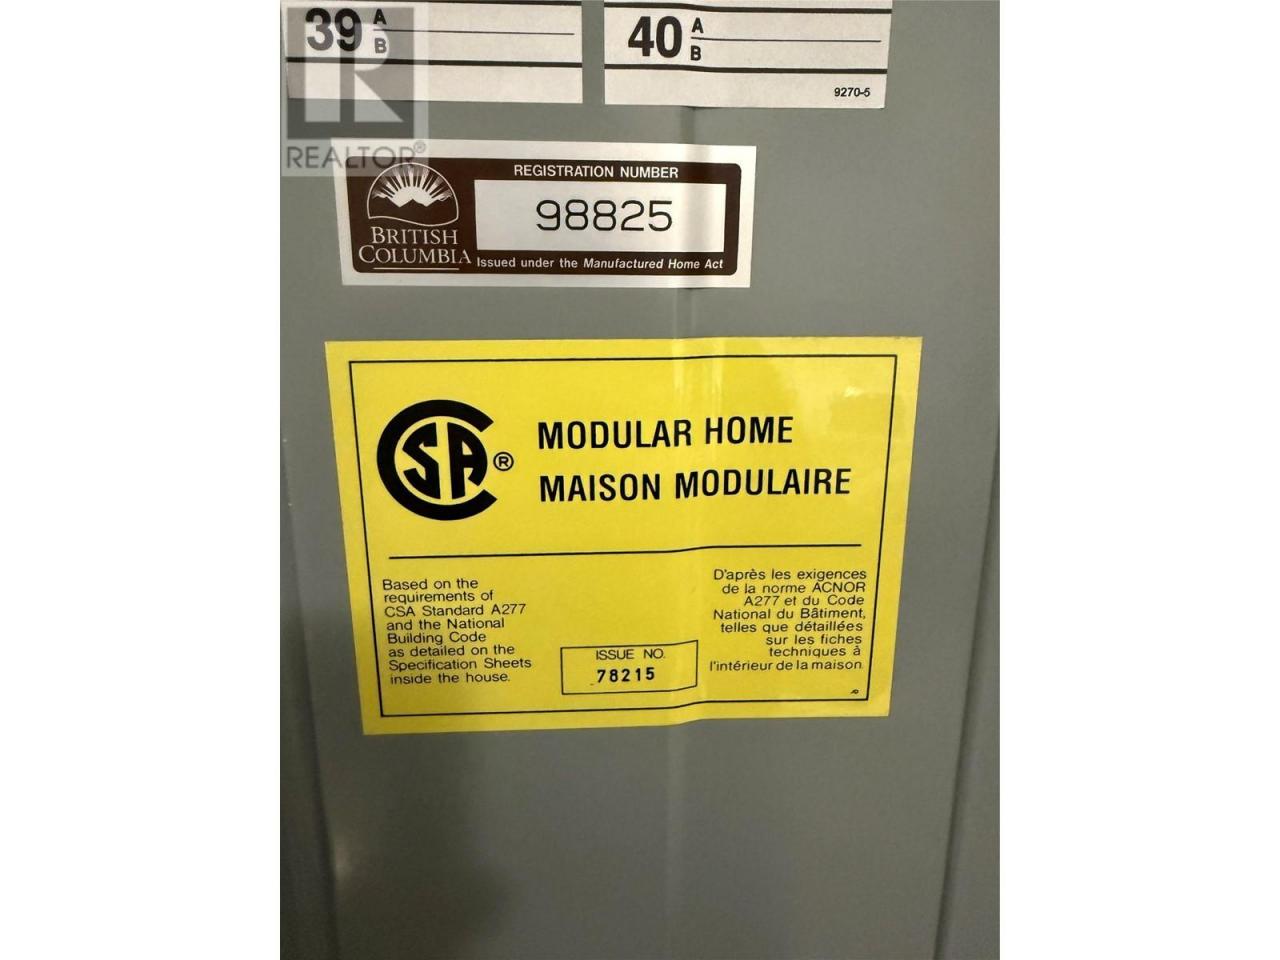 39 A
B
40 A
B
9270-5
REALTOR®
REGISTRATION NUMBER
98825
BRITISH
COLUMBIA
Issued under the Manufactured Home Act
CSA ®
MODULAR HOME
MAISON MODULAIRE
Based on the
requirements of
CSA Standard A277
and the National
Building Code
as detailed on the
Specification Sheets
inside the house.
ISSUE NO.
78215
D'après les exigences
de la norme ACNOR
A277 et du Code
National du Bâtiment,
telles que détaillées
sur les fiches
techniques à
l'intérieur de la maison.